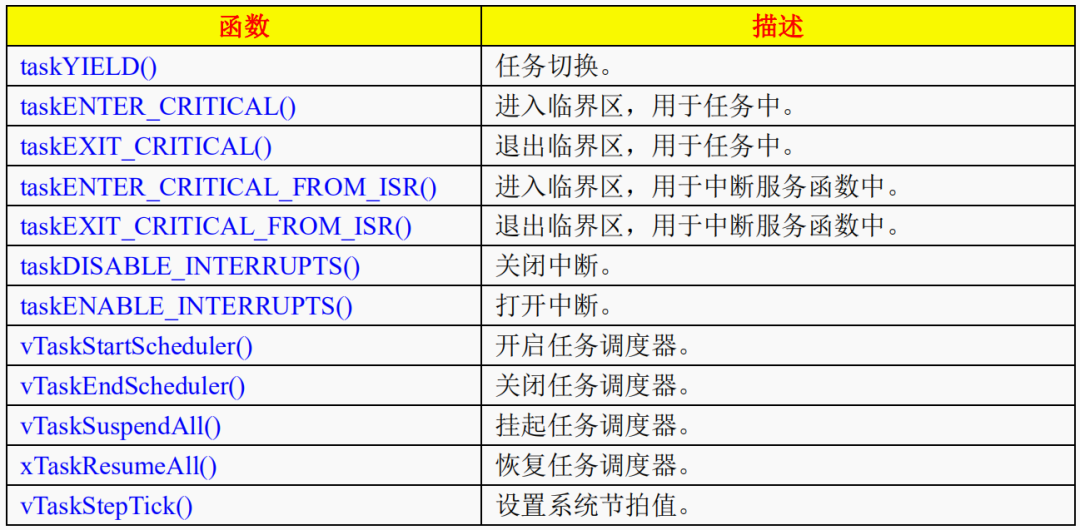 函数 描述
taskYIELD() 任务切换。
taskENTER_CRITICAL() 进入临界区，用于任务中。
taskEXIT_CRITICAL() 退出临界区，用于任务中。
taskENTER_CRITICAL_FROM_ISR() 进入临界区，用于中断服务函数中。
taskEXIT_CRITICAL_FROM_ISR() 退出临界区，用于中断服务函数中。
taskDISABLE_INTERRUPTS() 关闭中断。
taskENABLE_INTERRUPTS() 打开中断。
vTaskStartScheduler() 开启任务调度器。
vTaskEndScheduler() 关闭任务调度器。
vTaskSuspendAll() 挂起任务调度器。
xTaskResumeAll() 恢复任务调度器。
vTaskStepTick() 设置系统节拍值。